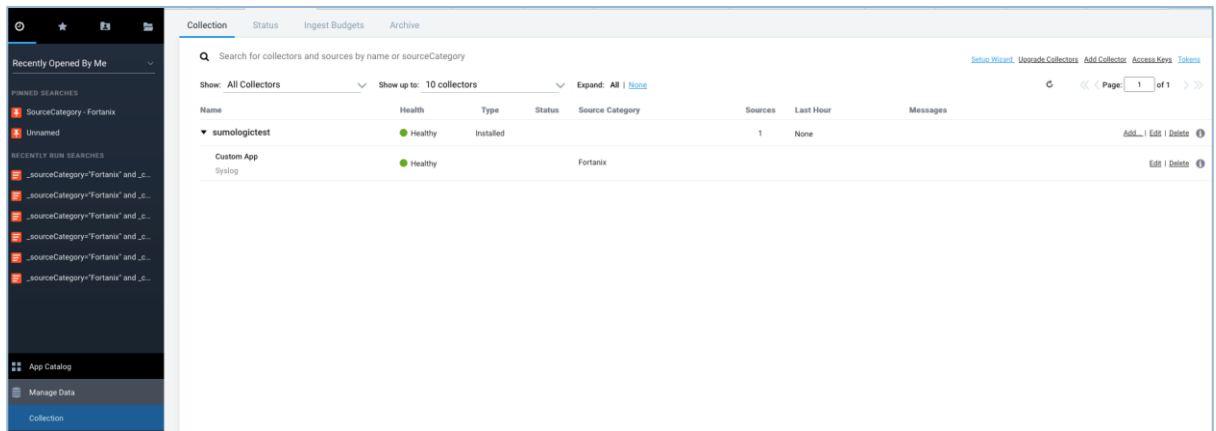 Recently Opened By Me
PINNED SEARCHES
SourceCategory - Fortanix
Unnamed
RECENTLY RUN SEARCHES
_sourceCategory="Fortanix" and _c...
_sourceCategory="Fortanix" and _c...
_sourceCategory="Fortanix" and _c...
_sourceCategory="Fortanix" and _c...
_sourceCategory="Fortanix" and _c...
_sourceCategory="Fortanix" and _c...
App Catalog
Manage Data
Collection
Collection Status Ingest Budgets Archive
Search for collectors and sources by name or sourceCategory
Setup Wizard Upgrade Collectors Add Collector Access Keys Tokens
Show: All Collectors Show up to: 10 collectors Expand: All | None Page: 1 of 1
Name Health Type Status Source Category Sources Last Hour Messages
sumologictest Healthy Installed 1 None Add... | Edit | Delete
Custom App Healthy Fortanix Edit | Delete
Syslog